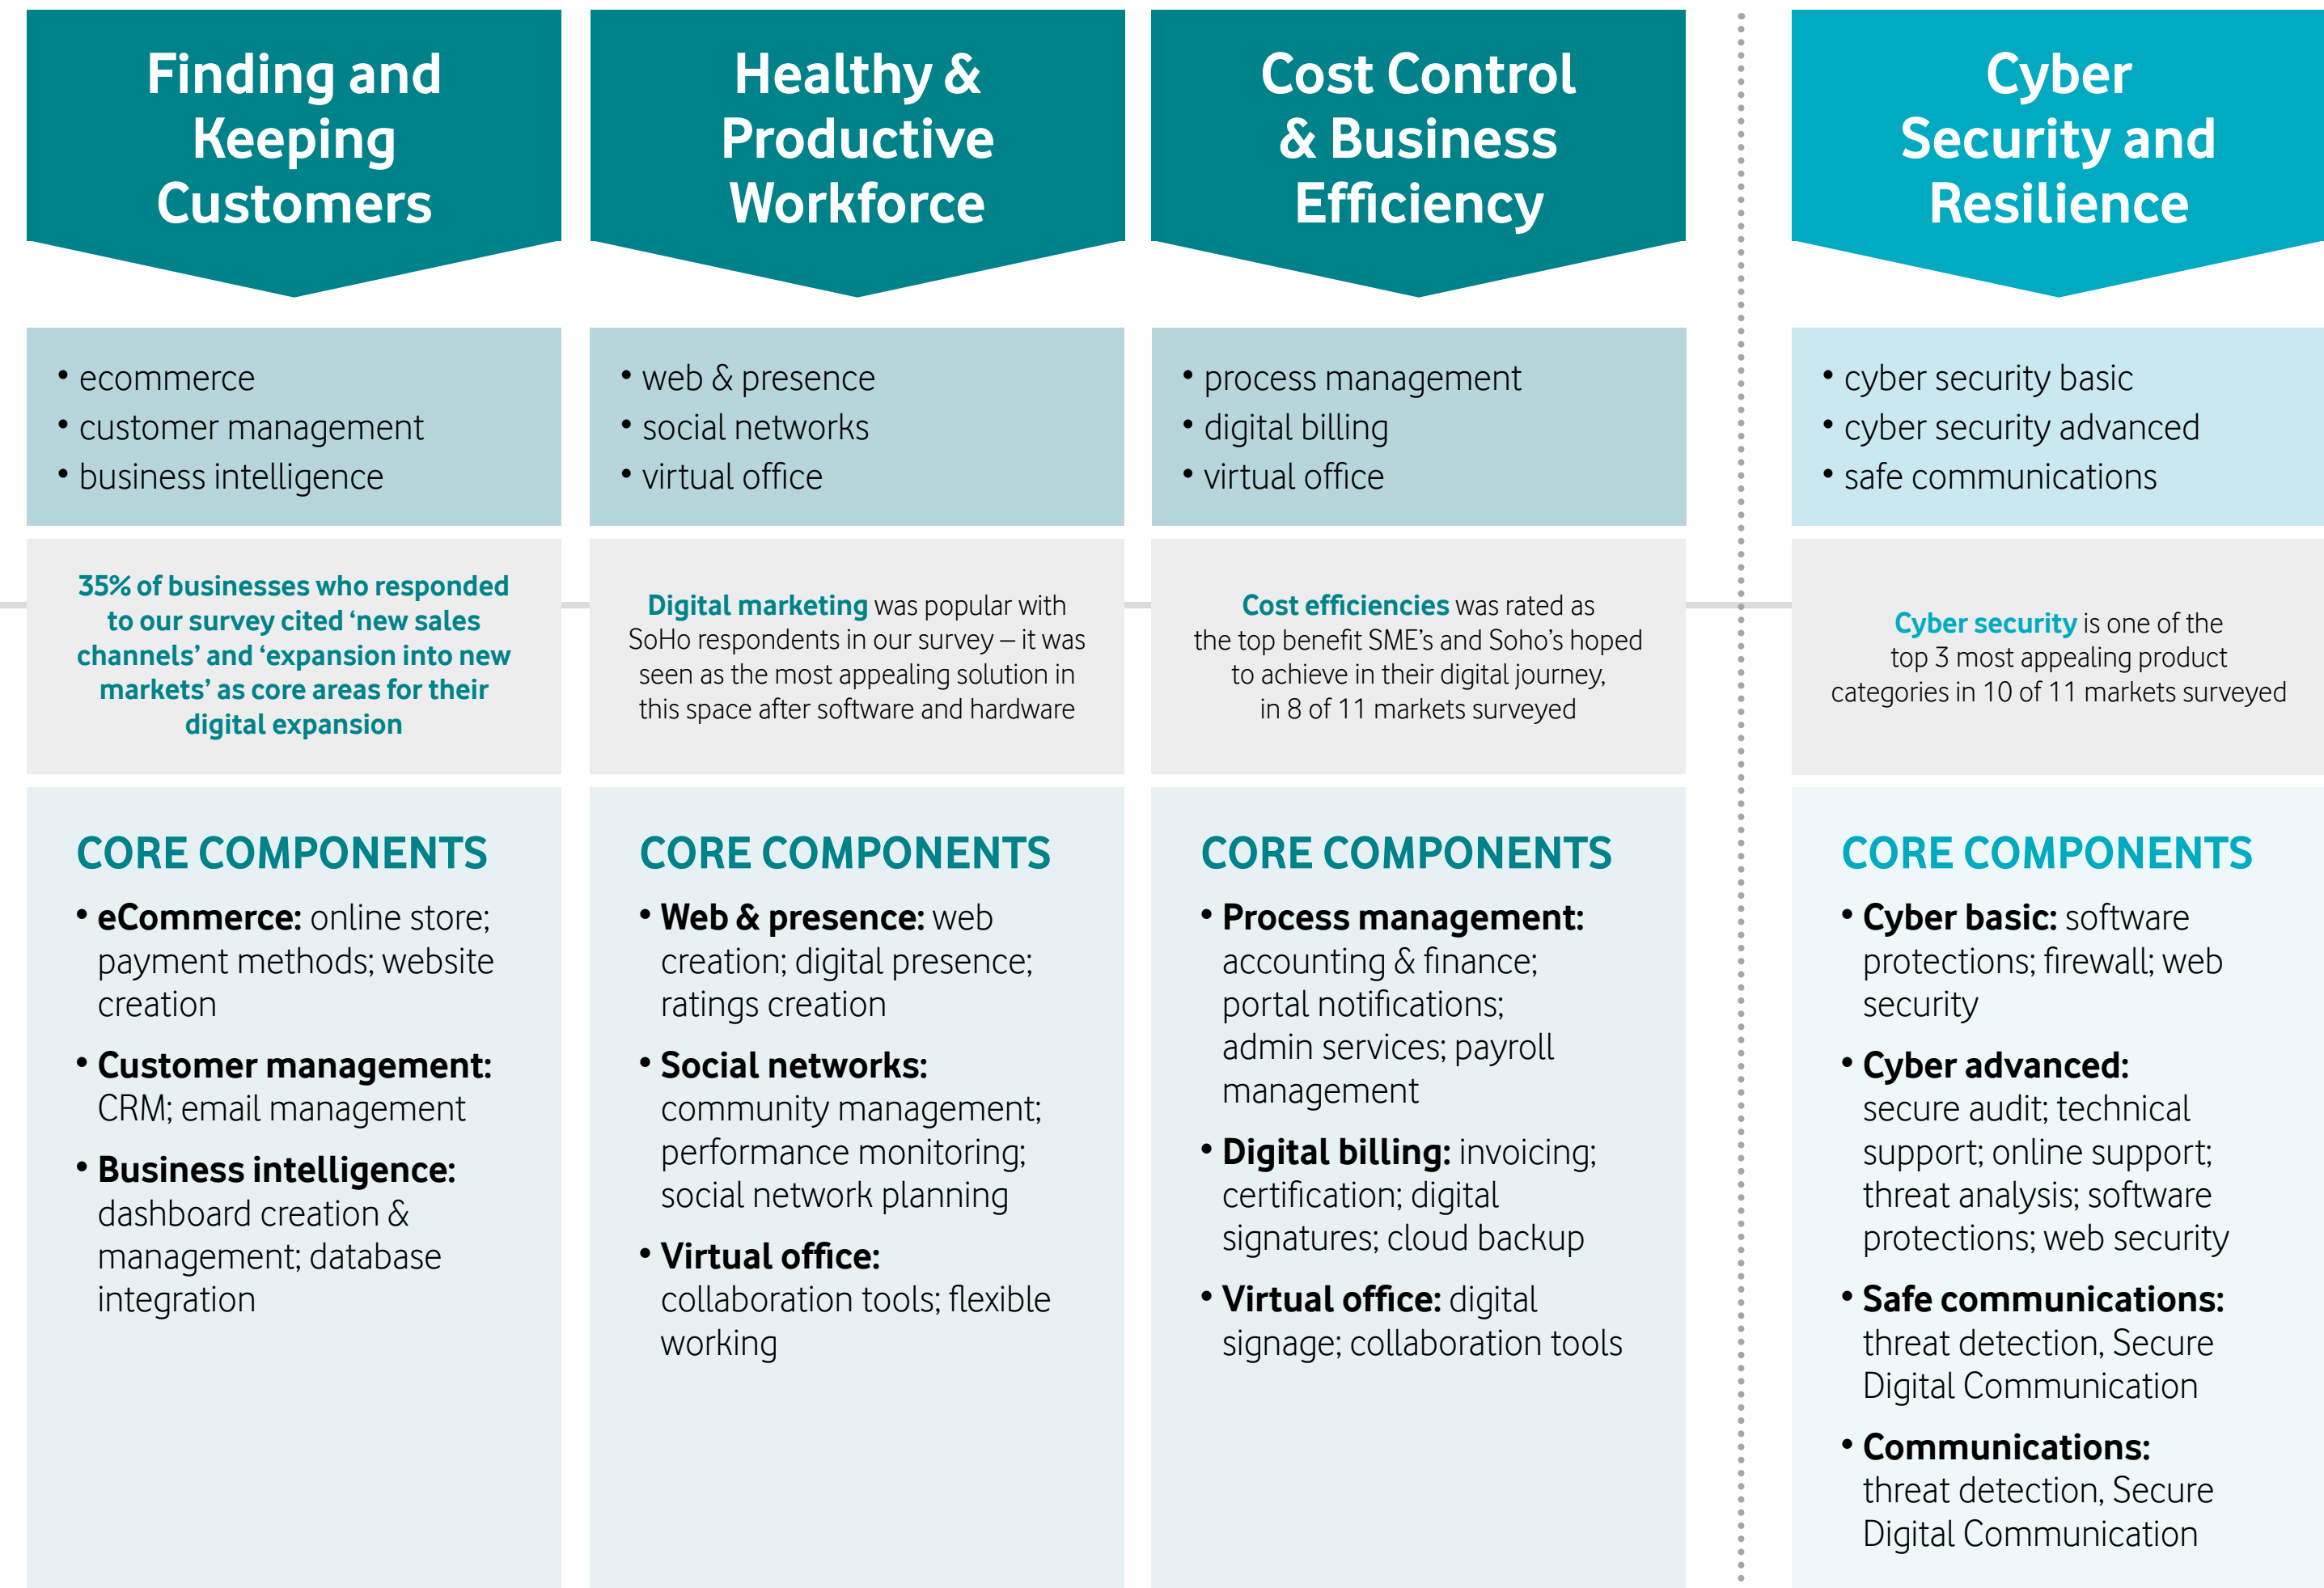 Finding and
Keeping
Customers
• ecommerce
• customer management
• business intelligence
35% of businesses who responded
to our survey cited ‘new sales
channels’ and ‘expansion into new
markets’ as core areas for their
digital expansion
CORE COMPONENTS
• eCommerce: online store;
payment methods; website
creation
• Customer management:
CRM; email management
• Business intelligence:
dashboard creation &
management; database
integration
Healthy &
Productive
Workforce
• web & presence
• social networks
• virtual office
Digital marketing was popular with
SoHo respondents in our survey – it was
seen as the most appealing solution in
this space after software and hardware
CORE COMPONENTS
• Web & presence: web
creation; digital presence;
ratings creation
• Social networks:
community management;
performance monitoring;
social network planning
• Virtual office:
collaboration tools; flexible
working
Cost Control
& Business
Efficiency
• process management
• digital billing
• virtual office
Cost efficiencies was rated as
the top benefit SME’s and Soho’s hoped
to achieve in their digital journey,
in 8 of 11 markets surveyed
CORE COMPONENTS
• Process management:
accounting & finance;
portal notifications;
admin services; payroll
management
• Digital billing: invoicing;
certification; digital
signatures; cloud backup
• Virtual office: digital
signage; collaboration tools
Cyber
Security and
Resilience
• cyber security basic
• cyber security advanced
• safe communications
Cyber security is one of the
top 3 most appealing product
categories in 10 of 11 markets surveyed
CORE COMPONENTS
• Cyber basic: software
protections; firewall; web
security
• Cyber advanced:
secure audit; technical
support; online support;
threat analysis; software
protections; web security
• Safe communications:
threat detection, Secure
Digital Communication
• Communications:
threat detection, Secure
Digital Communication